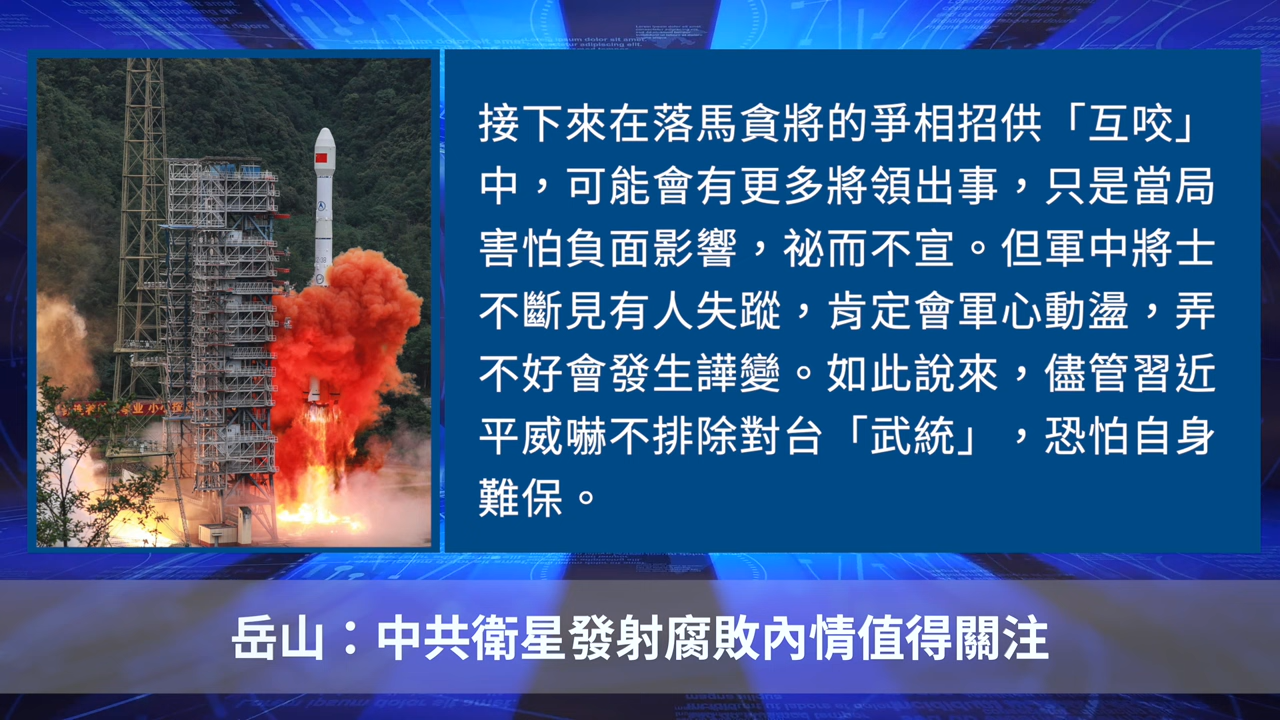 接下來在落馬貪將的爭相招供「互咬」
中，可能會有更多將領出事，只是當局
害怕負面影響，祕而不宣。但軍中將士
不斷見有人失蹤，肯定會軍心動盪，弄
不好會發生譁變。如此說來，儘管習近
平威嚇不排除對台「武統」，恐怕自身
難保。
岳山：中共衛星發射腐敗內情值得關注